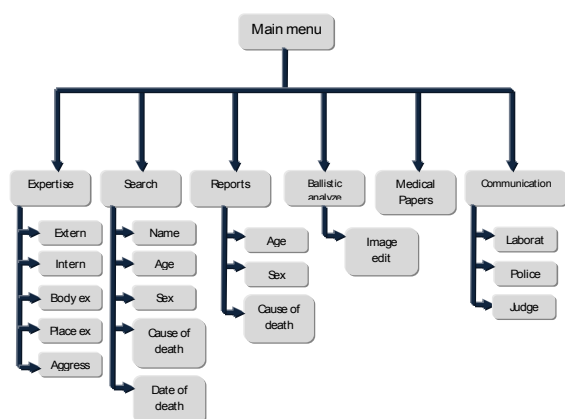 Main menu
Expertise
Search
Reports
Ballistic
analyze
Medical
Papers
Communication
Extern
Intern
Body ex
Place ex
Aggress
Name
Age
Sex
Cause of
death
Date of
death
Age
Sex
Cause of
death
Image
edit
Laborat
Police
Judge